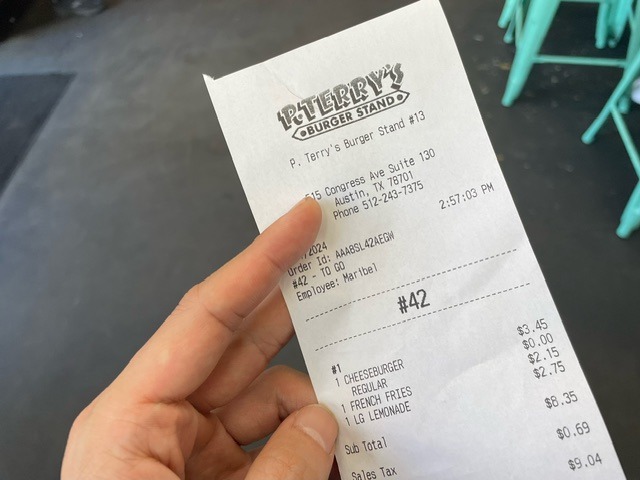 P. TERRY'S
BURGER STAND
P. Terry's Burger Stand #13
515 Congress Ave Suite 130
Austin, TX 78701
Phone 512-243-7375
/2024 2:57:03 PM
Order Id: AAABSL42AEGW
#42 - TO GO
Employee: Maribel
#42
#1
1 CHEESEBURGER $3.45
REGULAR $0.00
1 FRENCH FRIES $2.15
1 LG LEMONADE $2.75
Sub Total $8.35
Sales Tax $0.69
$9.04